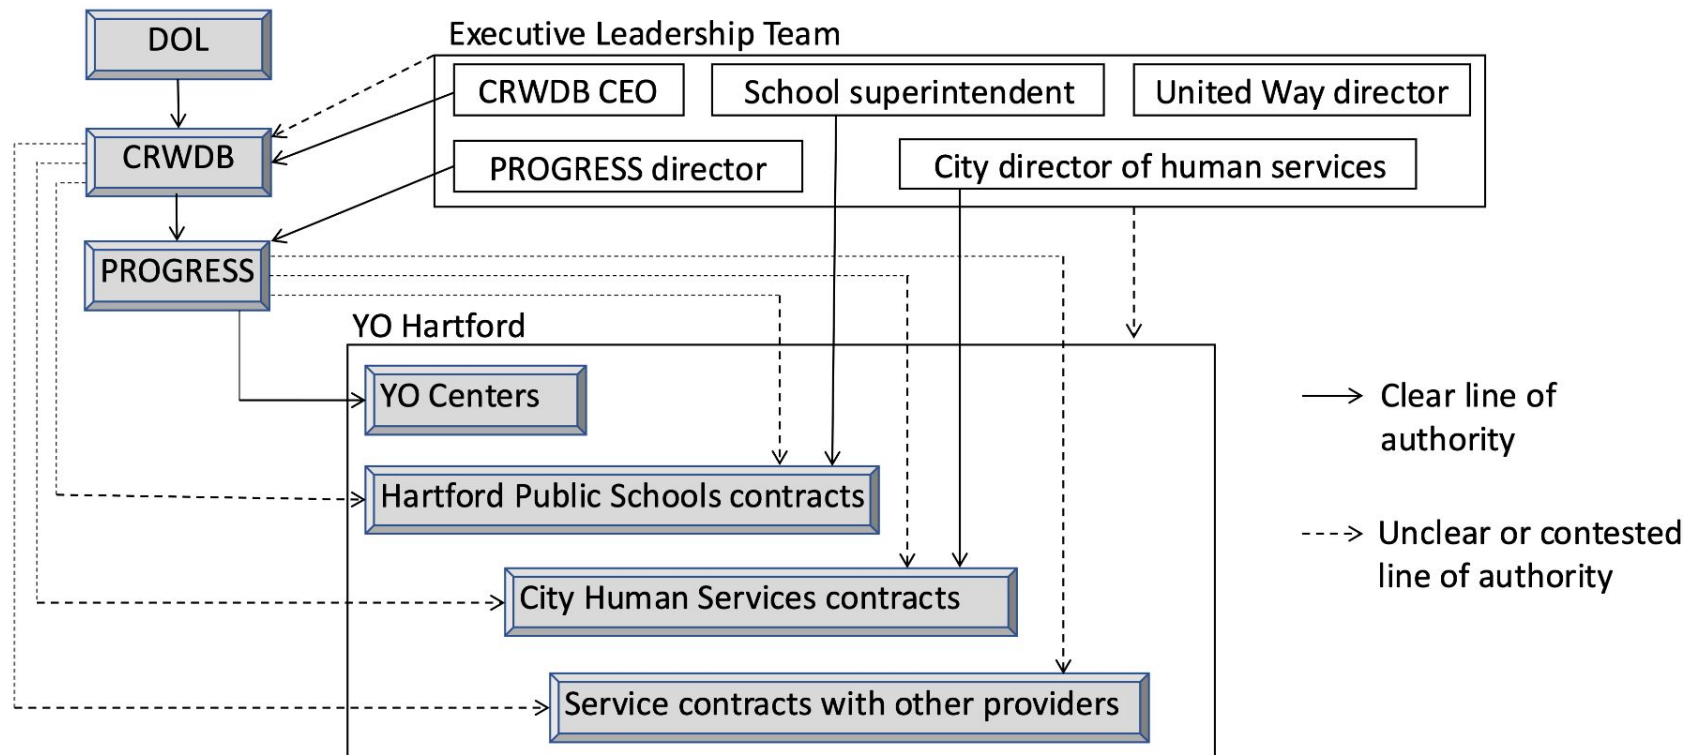 DOL
Executive Leadership Team
CRWDB CEO
School superintendent
United Way director
CRWDB
PROGRESS director
City director of human services
PROGRESS
YO Hartford
YO Centers
Clear line of
authority
Hartford Public Schools contracts
Unclear or contested
line of authority
City Human Services contracts
Service contracts with other providers